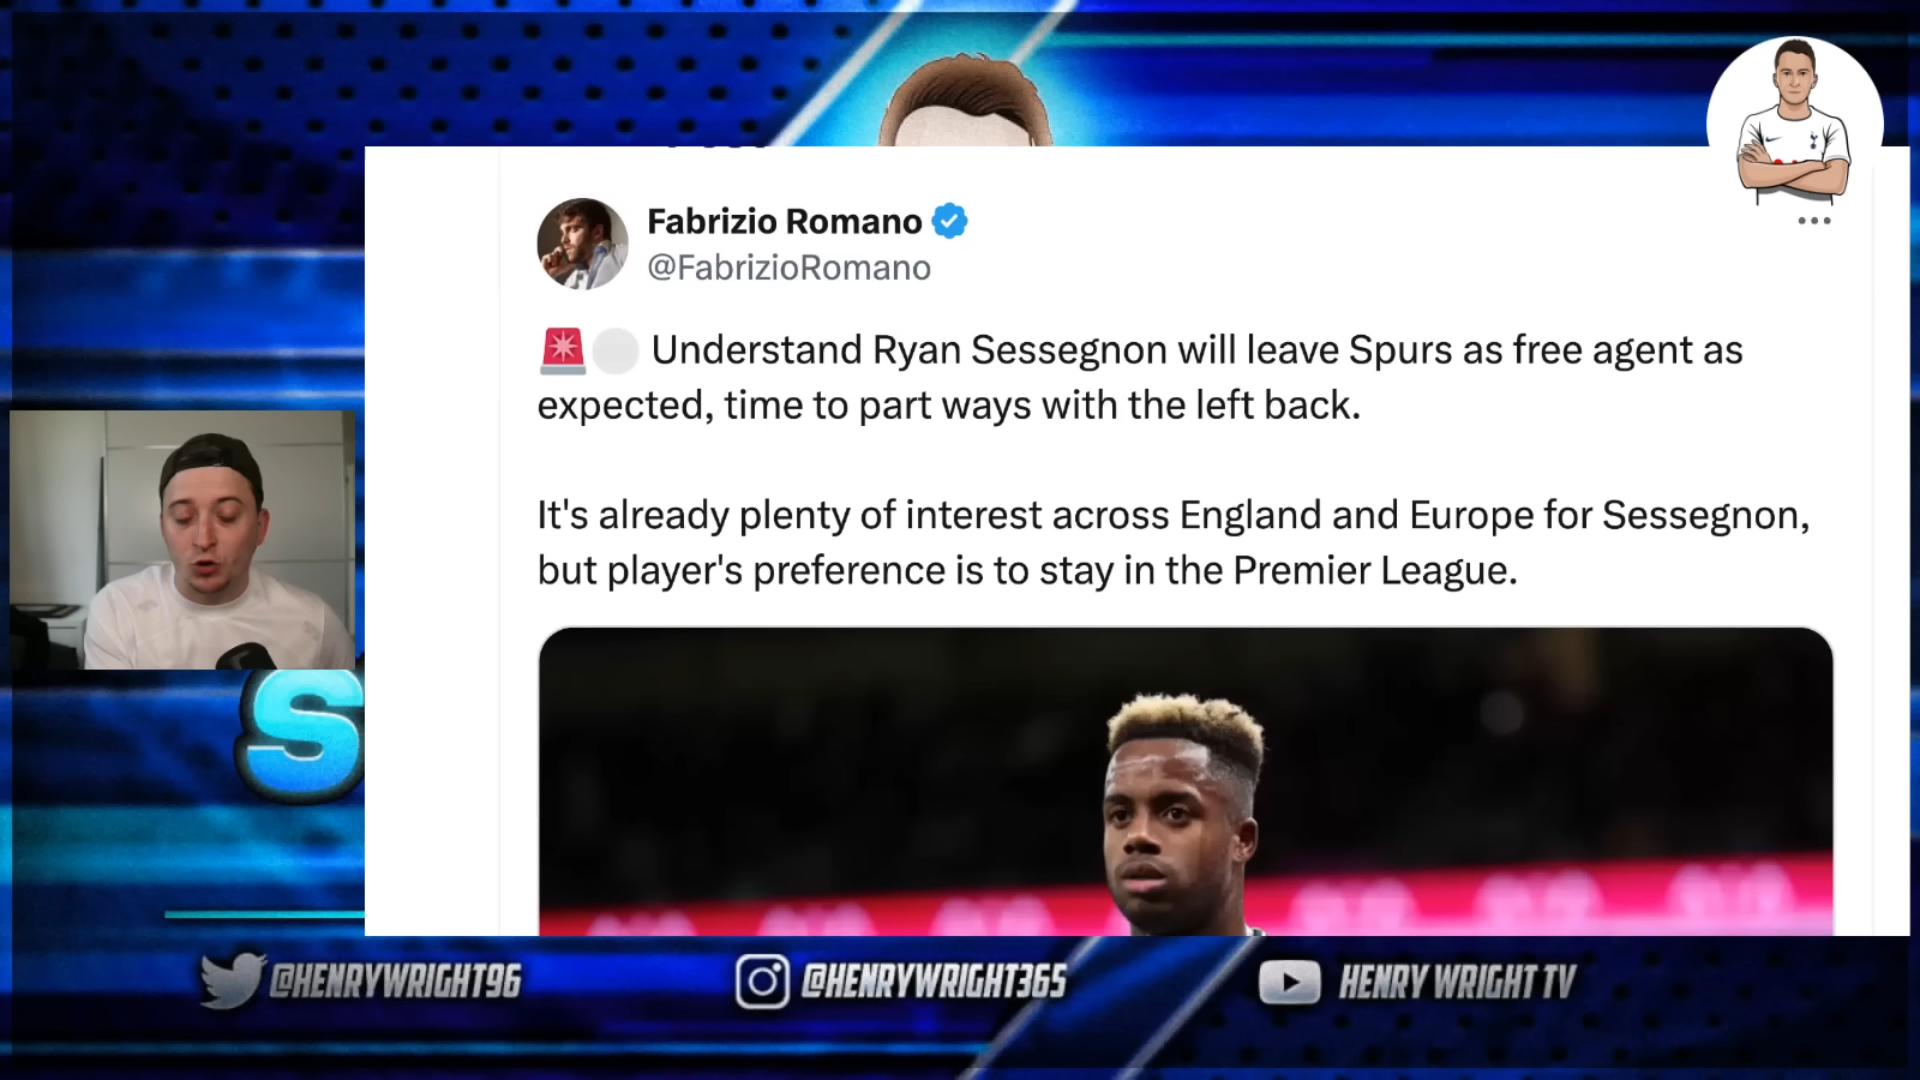 Fabrizio Romano
@FabrizioRomano
Understand Ryan Sessegnon will leave Spurs as free agent as
expected, time to part ways with the left back.
It's already plenty of interest across England and Europe for Sessegnon,
but player's preference is to stay in the Premier League.
S
@HENRYWRIGHT96
@HENRYWRIGHT365
HENRY WRIGHT TV